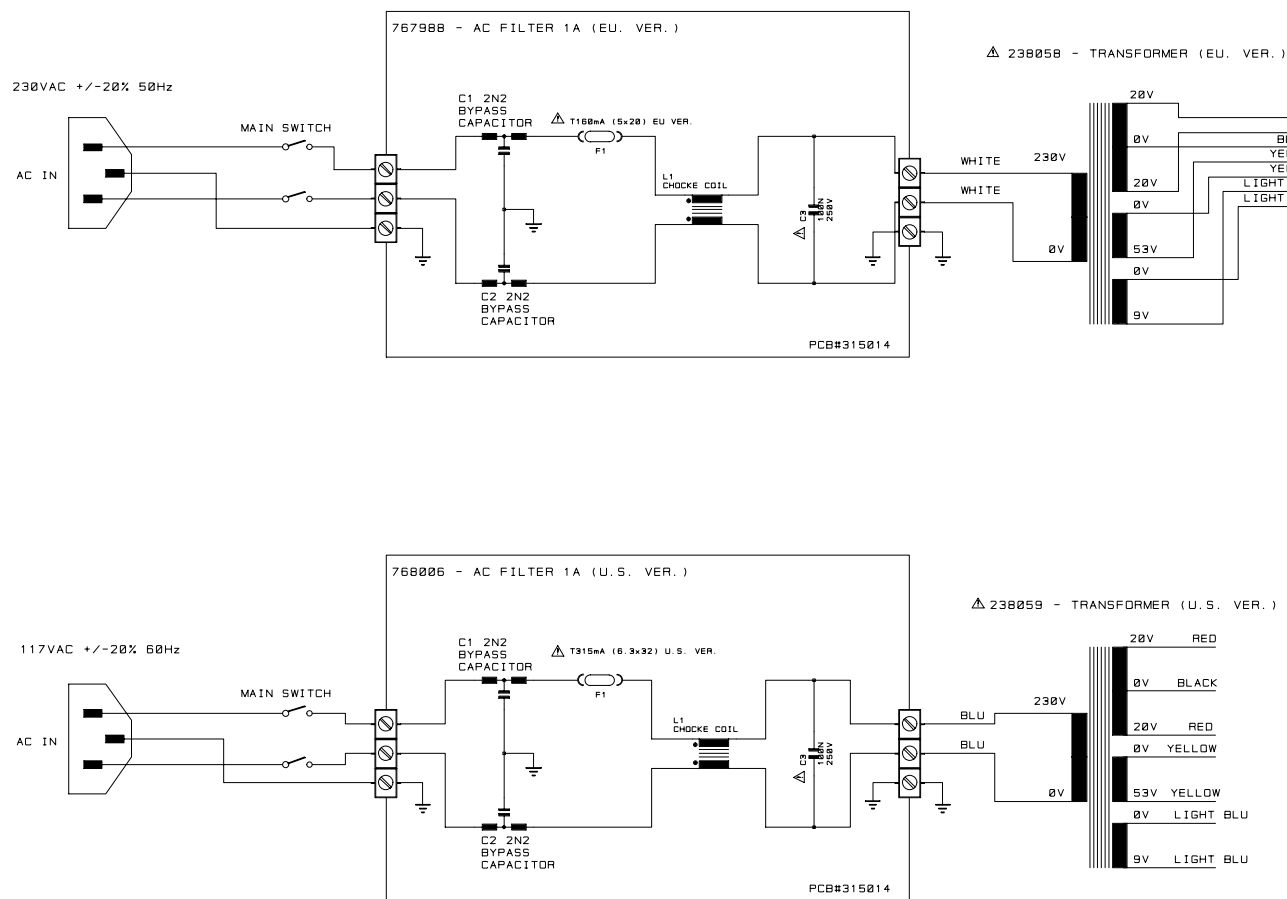 767988 - AC FILTER 1A (EU. VER.)
⚠ 238058 - TRANSFORMER (EU. VER.)
230VAC +/-20% 50Hz
C1 2N2
BYPASS
CAPACITOR
⚠ T160mA (5x20) EU VER.
F1
MAIN SWITCH
AC IN
L1
CHOCKE COIL
⚠ C3
100N
250V
C2 2N2
BYPASS
CAPACITOR
PCB#315014
WHITE
WHITE
230V
0V
20V
0V
20V
0V
53V
0V
9V
LIGHT
LIGHT
768006 - AC FILTER 1A (U.S. VER.)
⚠ 238059 - TRANSFORMER (U.S. VER.)
117VAC +/-20% 60Hz
C1 2N2
BYPASS
CAPACITOR
⚠ T315mA (6.3x32) U.S. VER.
F1
MAIN SWITCH
AC IN
L1
CHOCKE COIL
⚠ C3
100N
250V
C2 2N2
BYPASS
CAPACITOR
PCB#315014
BLU
BLU
230V
0V
20V RED
0V BLACK
20V RED
0V YELLOW
53V YELLOW
0V LIGHT BLU
9V LIGHT BLU